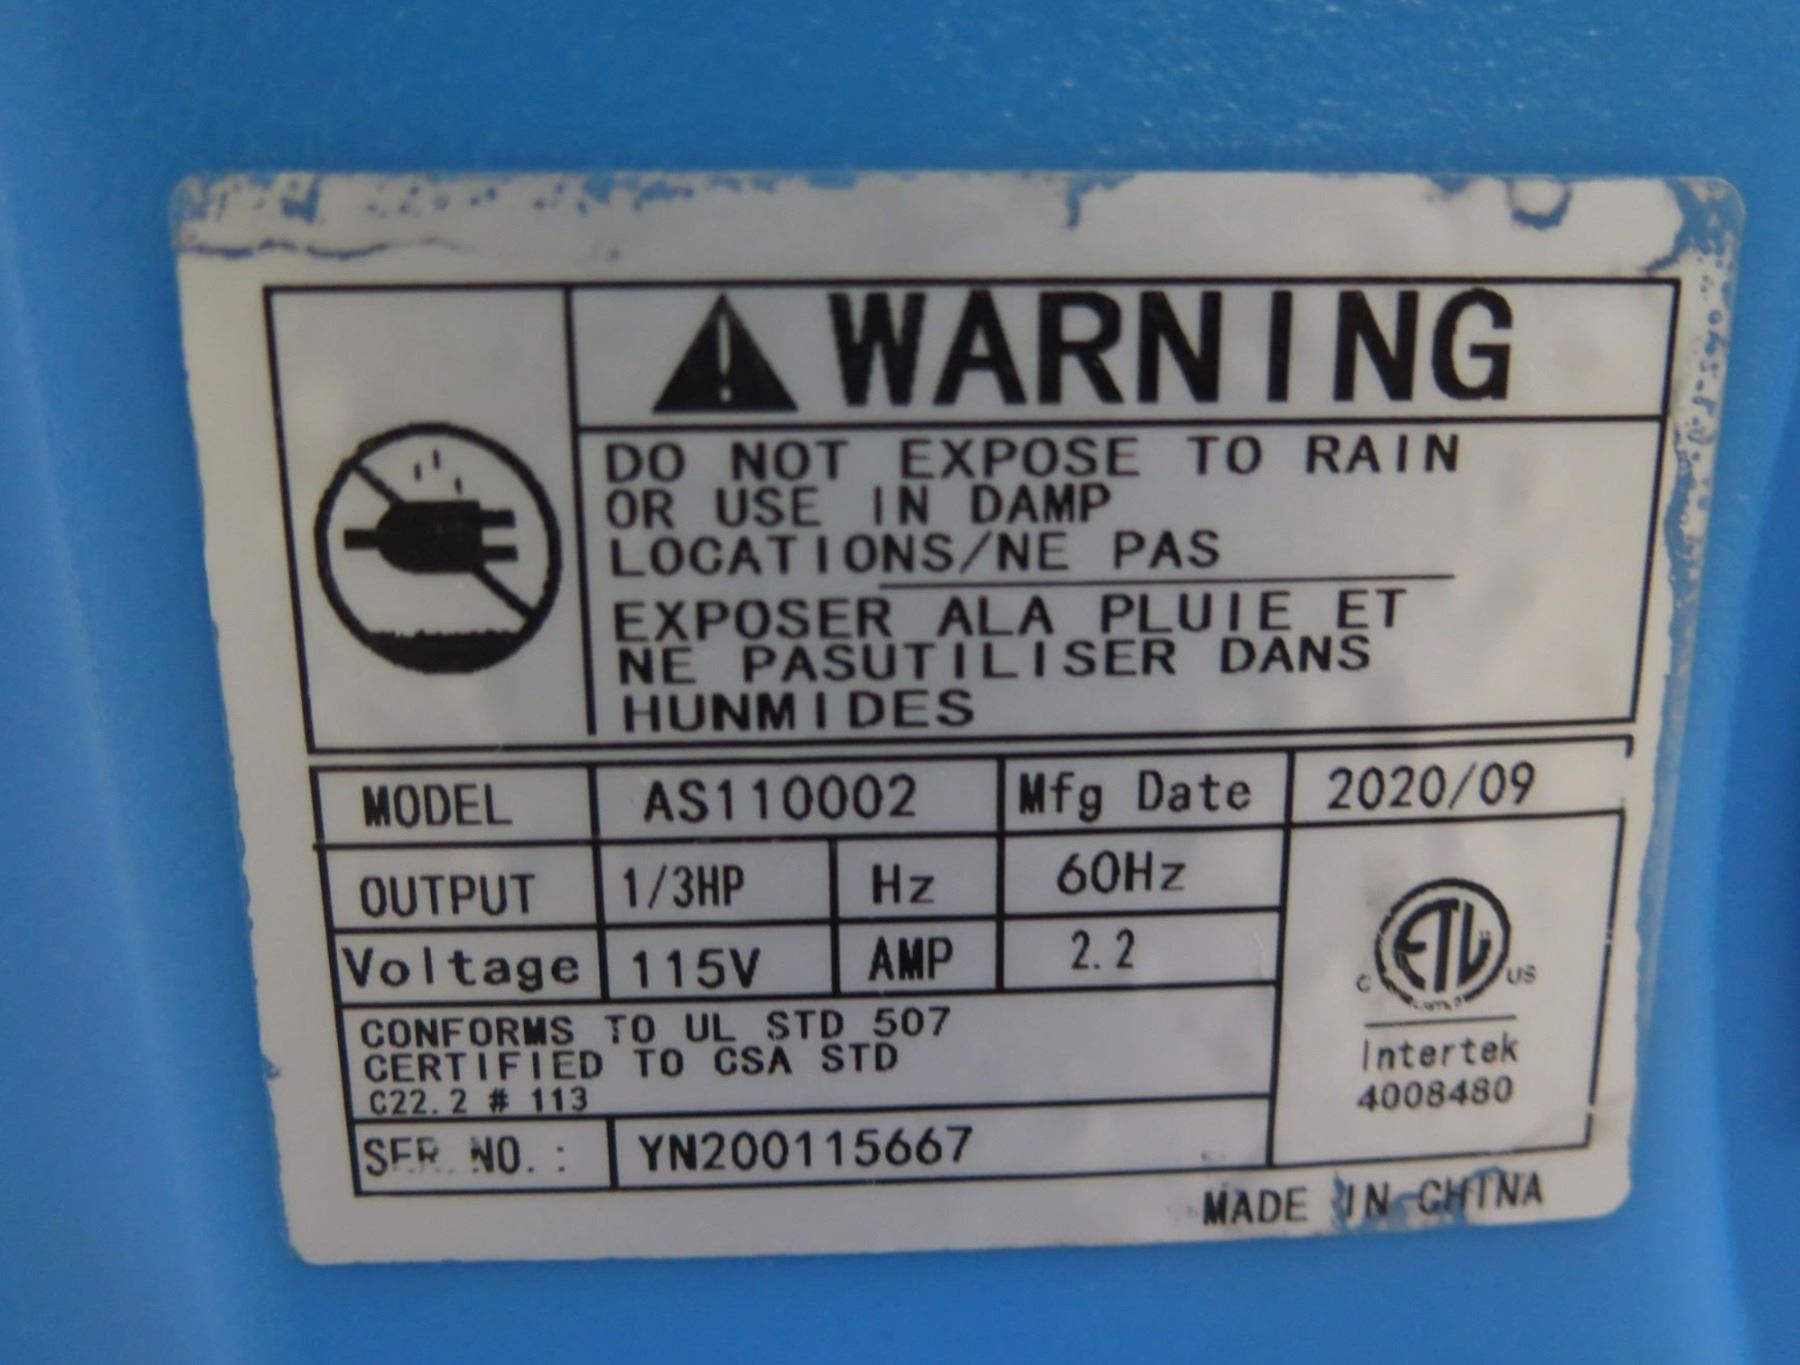 WARNING
DO NOT EXPOSE TO RAIN
OR USE IN DAMP
LOCATIONS/NE PAS
EXPOSER ALA PLUIE ET
NE PASUTILISER DANS
HUNMIDES
MODEL AS110002 Mfg Date 2020/09
OUTPUT 1/3HP Hz 60Hz
Voltage 115V AMP 2.2
CONFORMS TO UL STD 507
CERTIFIED TO CSA STD
C22.2 # 113
C ETL US
Intertek
4008480
SER. NO.: YN200115667
MADE IN CHINA